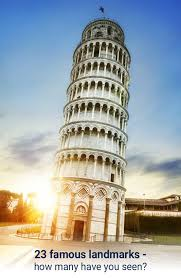 23 famous landmarks -
how many have you seen?